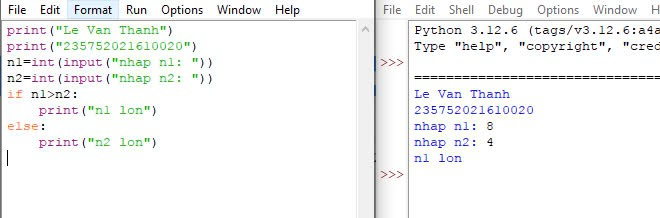 File Edit Format Run Options Window Help
print("Le Van Thanh")
print("235752021610020")
n1=int(input("nhap n1: "))
n2=int(input("nhap n2: "))
if n1>n2:
    print("n1 lon")
else:
    print("n2 lon")
File Edit Shell Debug Options Window
Python 3.12.6 (tags/v3.12.6:a4a
Type "help", "copyright", "cred
>>>
========================================
Le Van Thanh
235752021610020
nhap n1: 8
nhap n2: 4
n1 lon
>>>